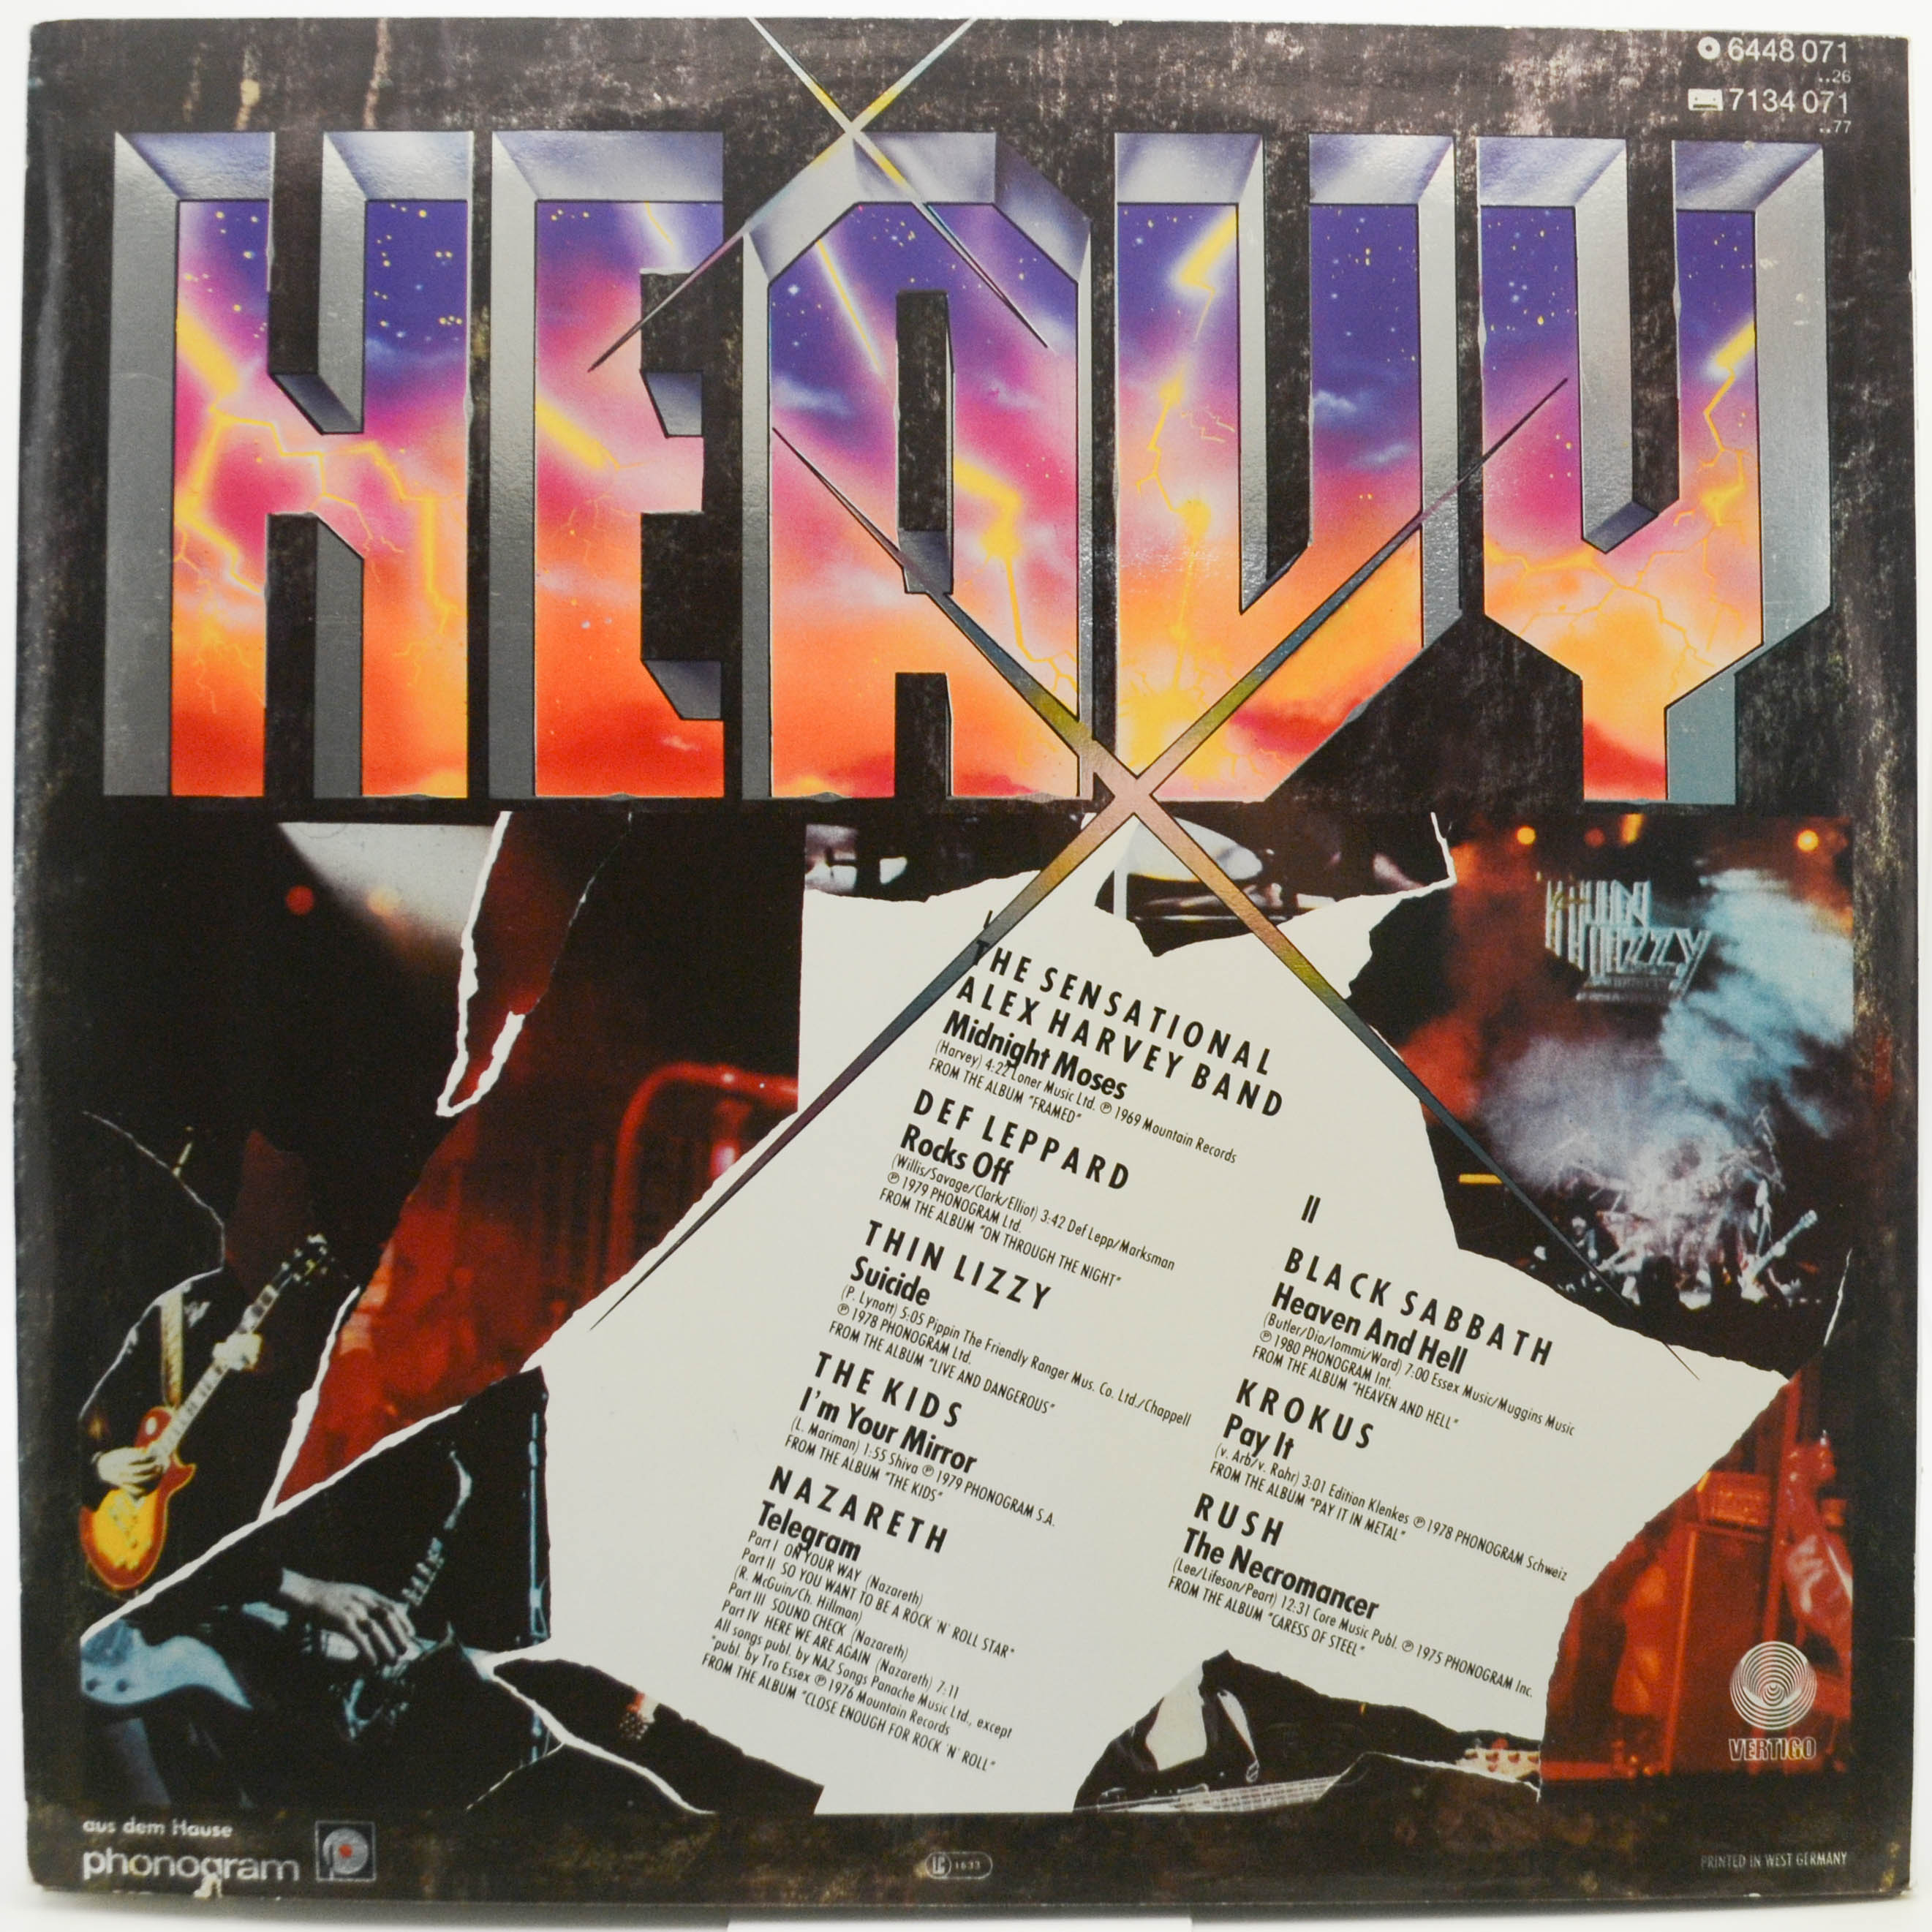 6448 071
..26
7134 071
..77
HEAVY
THIN
LIZZY
I
THE SENSATIONAL
ALEX HARVEY BAND
Midnight Moses
(Harvey) 4:22 Loner Music Ltd. ℗ 1969 Mountain Records
FROM THE ALBUM "FRAMED"
DEF LEPPARD
Rocks Off
(Willis/Savage/Clark/Elliot) 3:42 Def Lepp/Marksman
℗ 1979 PHONOGRAM Ltd.
FROM THE ALBUM "ON THROUGH THE NIGHT"
THIN LIZZY
Suicide
(P. Lynott) 5:05 Pippin The Friendly Ranger Mus. Co. Ltd./Chappell
℗ 1978 PHONOGRAM Ltd.
FROM THE ALBUM "LIVE AND DANGEROUS"
THE KIDS
I'm Your Mirror
(L. Mariman) 1:55 Shiva ℗ 1979 PHONOGRAM S.A.
FROM THE ALBUM "THE KIDS"
NAZARETH
Telegram
Part I ON YOUR WAY (Nazareth)
Part II SO YOU WANT TO BE A ROCK 'N' ROLL STAR*
(R. McGuin/Ch. Hillman)
Part III SOUND CHECK (Nazareth)
Part IV HERE WE ARE AGAIN (Nazareth) 7:11
All songs publ. by NAZ Songs Panache Music Ltd., except
*publ. by Tro Essex ℗ 1976 Mountain Records
FROM THE ALBUM "CLOSE ENOUGH FOR ROCK 'N' ROLL"
II
BLACK SABBATH
Heaven And Hell
(Butler/Dio/Iommi/Ward) 7:00 Essex Music/Muggins Music
℗ 1980 PHONOGRAM Int.
FROM THE ALBUM "HEAVEN AND HELL"
KROKUS
Pay It
(v. Arb/v. Rohr) 3:01 Edition Klenkes ℗ 1978 PHONOGRAM Schweiz
FROM THE ALBUM "PAY IT IN METAL"
RUSH
The Necromancer
(Lee/Lifeson/Peart) 12:31 Core Music Publ. ℗ 1975 PHONOGRAM Inc.
FROM THE ALBUM "CARESS OF STEEL"
VERTIGO
aus dem Hause
phonogram
LC 1633
PRINTED IN WEST GERMANY